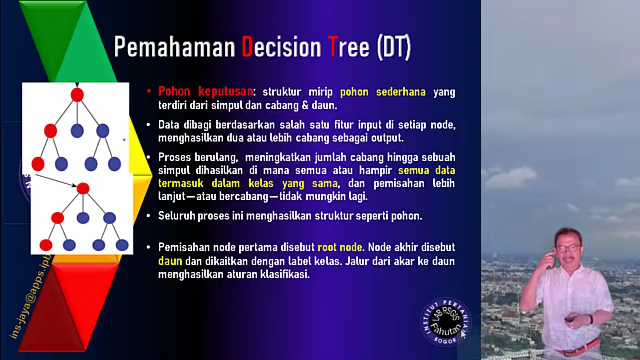 Pemahaman Decision Tree (DT)
• Pohon keputusan: struktur mirip pohon sederhana yang
terdiri dari simpul dan cabang & daun.
• Data dibagi berdasarkan salah satu fitur input di setiap node,
menghasilkan dua atau lebih cabang sebagai output.
• Proses berulang, meningkatkan jumlah cabang hingga sebuah
simpul dihasilkan di mana semua atau hampir semua data
termasuk dalam kelas yang sama, dan pemisahan lebih
lanjut—atau bercabang—tidak mungkin lagi.
• Seluruh proses ini menghasilkan struktur seperti pohon.
• Pemisahan node pertama disebut root node. Node akhir disebut
daun dan dikaitkan dengan label kelas. Jalur dari akar ke daun
menghasilkan aturan klasifikasi.
ins-jaya@apps.ipb
INSTITUT PERTANIAN
BOGOR
LAB RSGIS
Fahutan